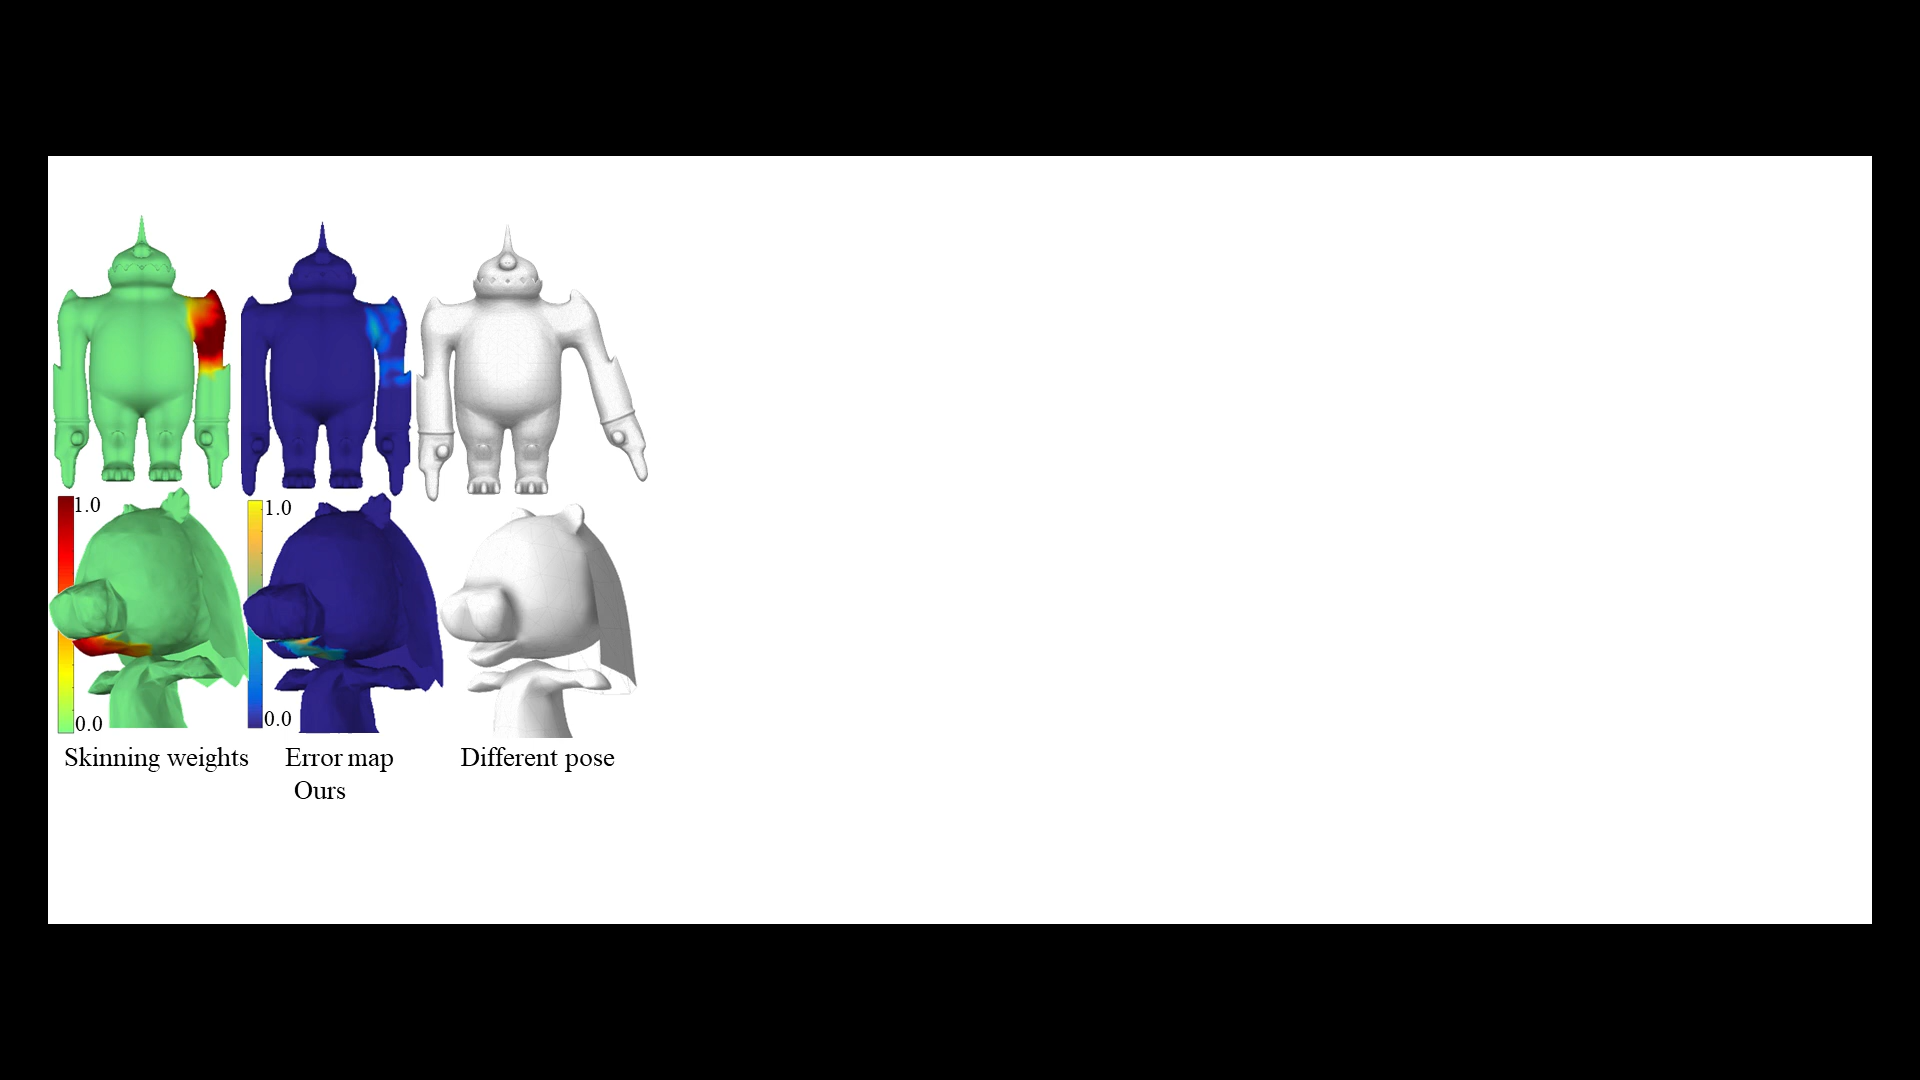 1.0
1.0
0.0
0.0
Skinning weights
Error map
Different pose
Ours